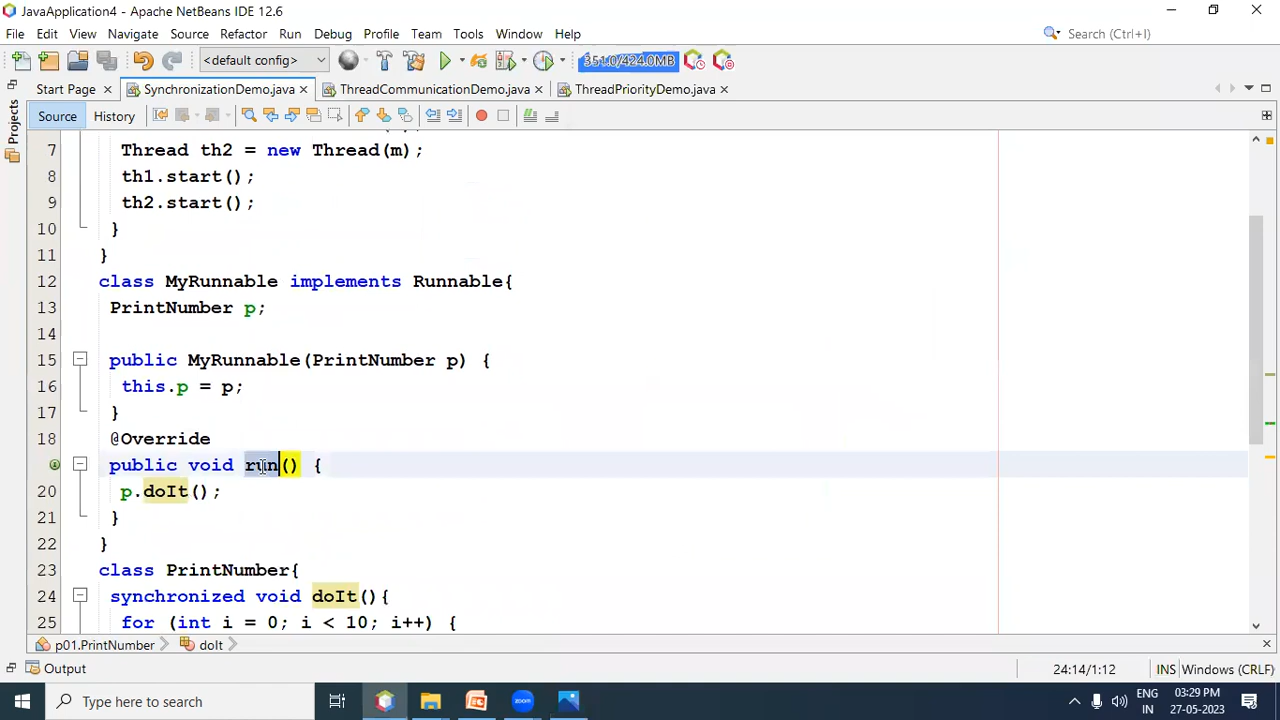 JavaApplication4 - Apache NetBeans IDE 12.6
File Edit View Navigate Source Refactor Run Debug Profile Team Tools Window Help Search (Ctrl+I)
<default config> 351.0/424.0MB
Start Page SynchronizationDemo.java ThreadCommunicationDemo.java ThreadPriorityDemo.java
Source History
Projects
7 Thread th2 = new Thread(m);
8 th1.start();
9 th2.start();
10 }
11 }
12 class MyRunnable implements Runnable{
13 PrintNumber p;
14
15 public MyRunnable(PrintNumber p) {
16 this.p = p;
17 }
18 @Override
public void run() {
20 p.doIt();
21 }
22 }
23 class PrintNumber{
24 synchronized void doIt(){
25 for (int i = 0; i < 10; i++) {
p01.PrintNumber doIt
Output 24:14/1:12 INS Windows (CRLF)
Type here to search ENG IN 03:29 PM 27-05-2023